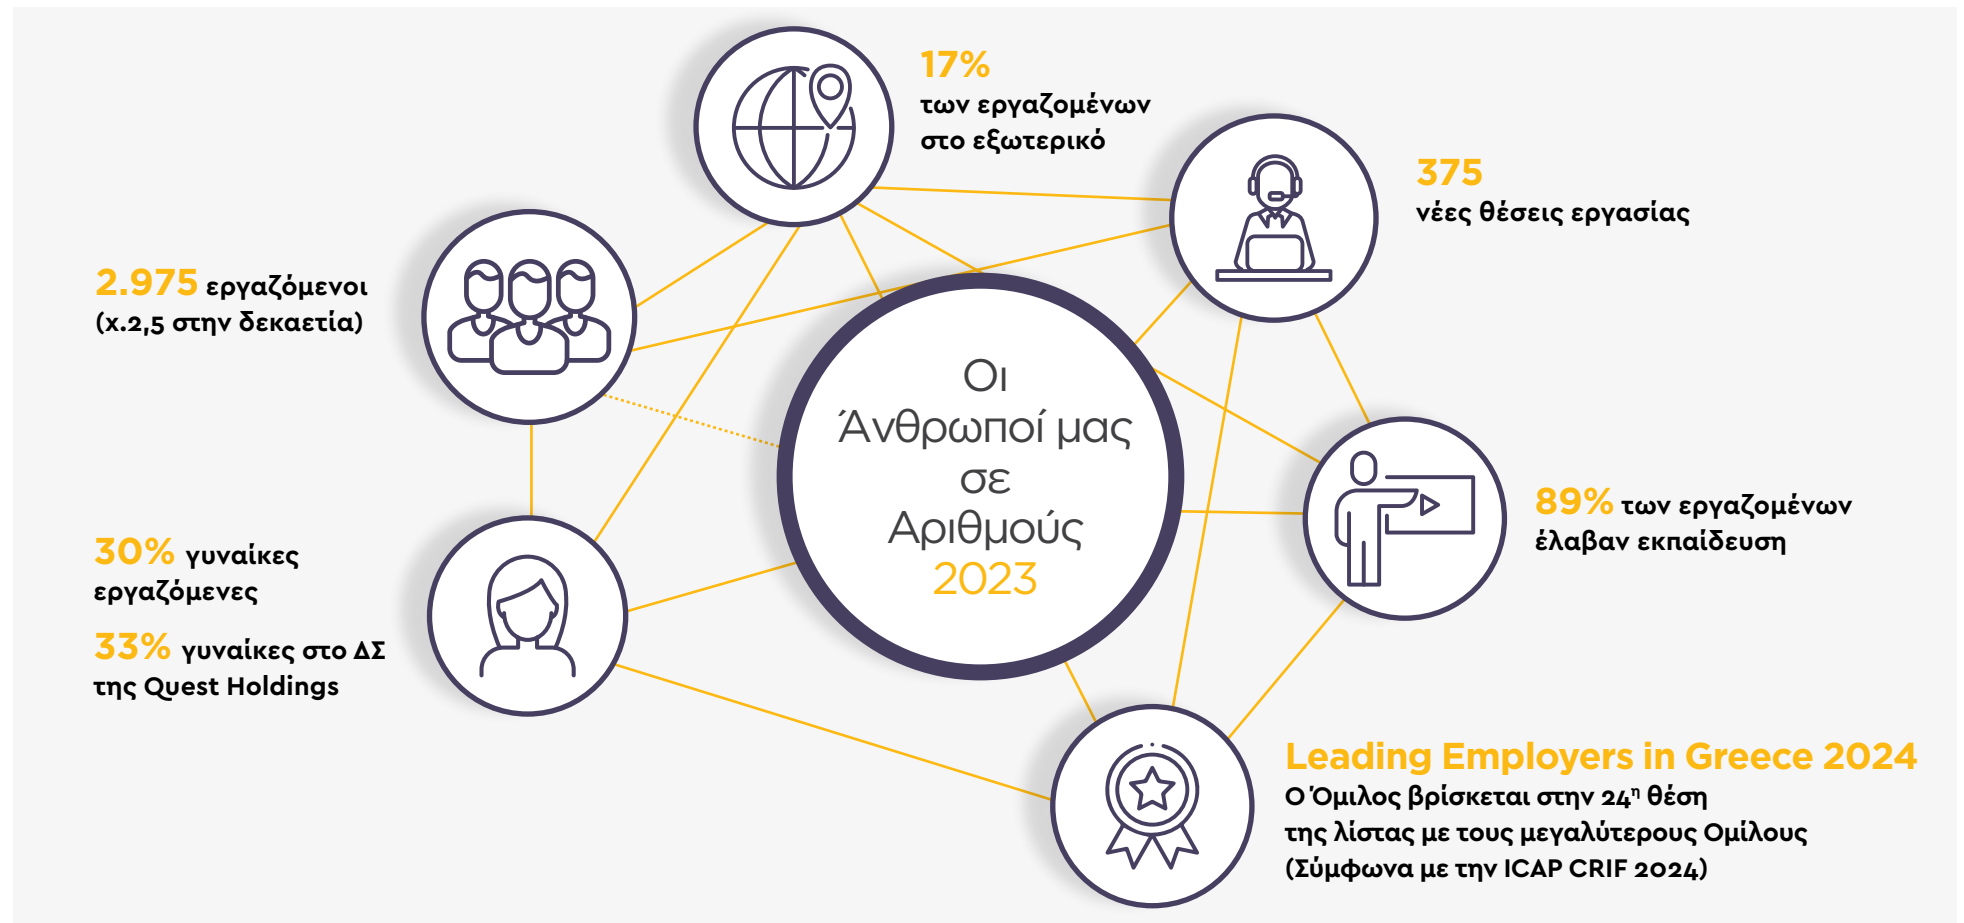 17%
των εργαζομένων
στο εξωτερικό
375
νέες θέσεις εργασίας
2.975 εργαζόμενοι
(x.2,5 στην δεκαετία)
Οι
Άνθρωποί μας
σε
Αριθμούς
2023
89% των εργαζομένων
έλαβαν εκπαίδευση
30% γυναίκες
εργαζόμενες
33% γυναίκες στο ΔΣ
της Quest Holdings
Leading Employers in Greece 2024
Ο Όμιλος βρίσκεται στην 24η θέση
της λίστας με τους μεγαλύτερους Ομίλους
(Σύμφωνα με την ICAP CRIF 2024)